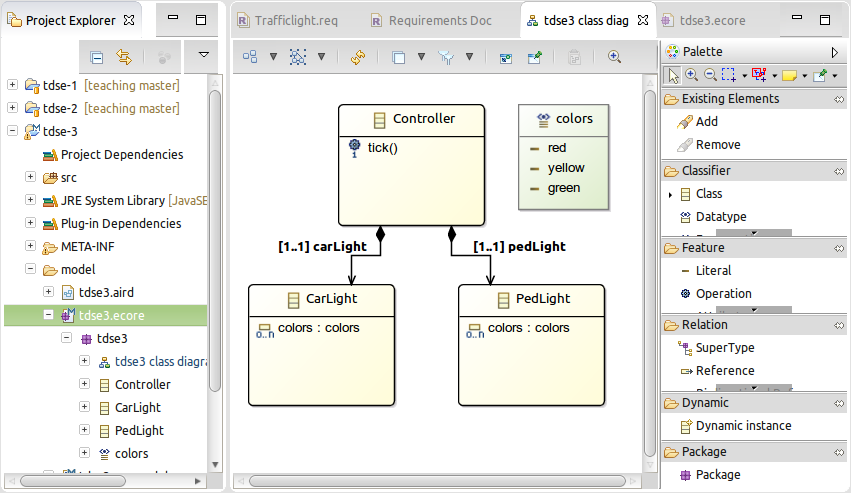 Project Explorer
tdse-1 [teaching master]
tdse-2 [teaching master]
tdse-3
Project Dependencies
src
JRE System Library [JavaSE
Plug-in Dependencies
META-INF
model
tdse3.aird
tdse3.ecore
tdse3
tdse3 class diagra
Controller
CarLight
PedLight
colors
Trafficlight.req
Requirements Doc
tdse3 class diag
tdse3.ecore
Controller
tick()
colors
red
yellow
green
[1..1] carLight
[1..1] pedLight
CarLight
0..n colors : colors
PedLight
0..n colors : colors
Palette
Existing Elements
Add
Remove
Classifier
Class
Datatype
Feature
Literal
Operation
Relation
SuperType
Reference
Dynamic
Dynamic instance
Package
Package